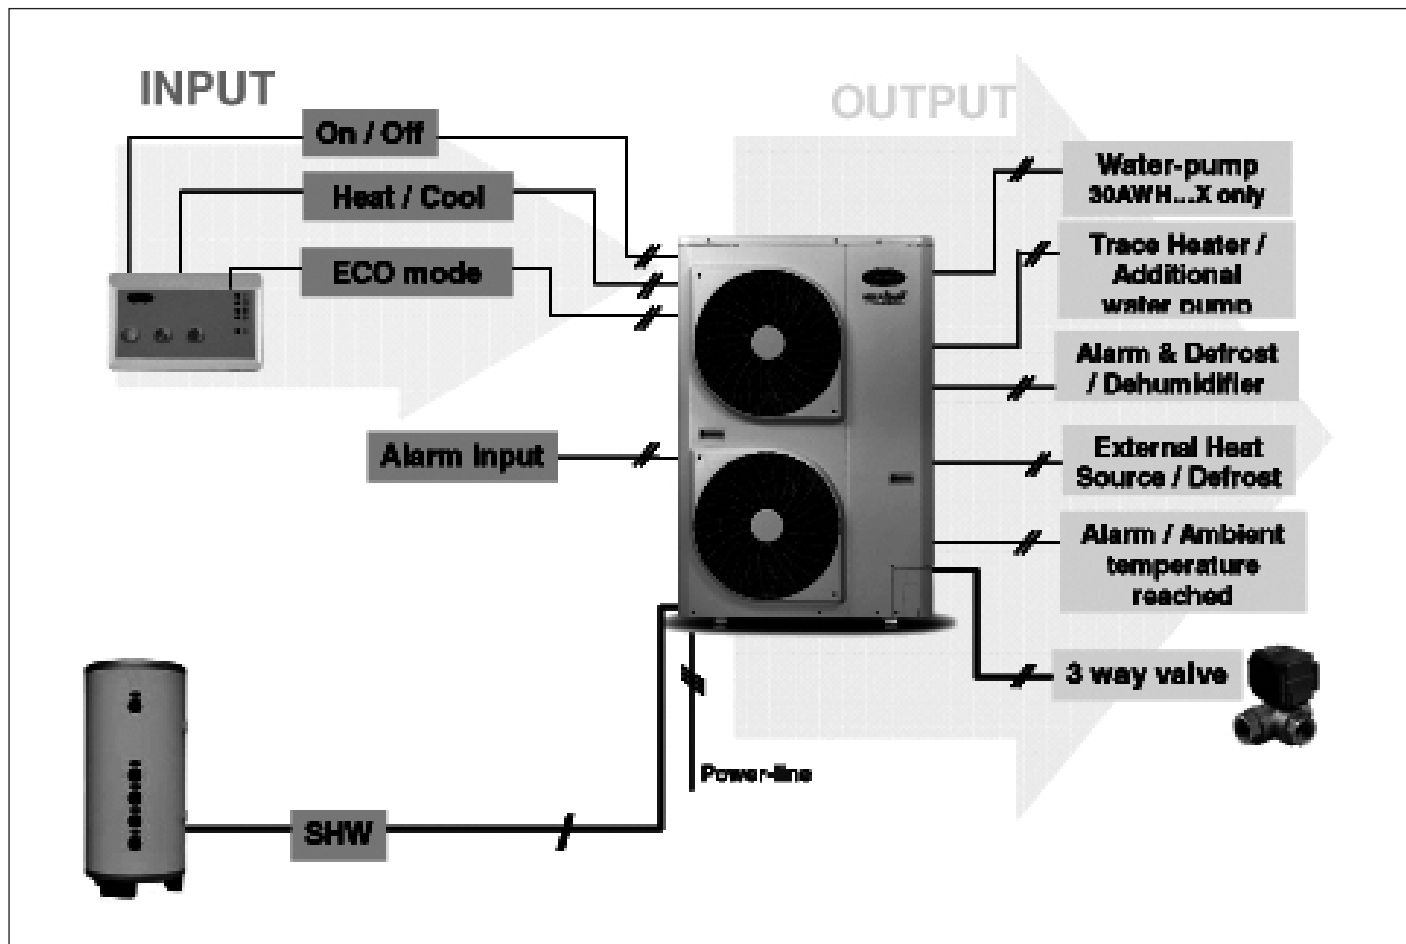 INPUT
OUTPUT
On / Off
Heat / Cool
ECO mode
Alarm input
SHW
Power-line
Water-pump
30AWH...X only
Trace Heater /
Additional
water pump
Alarm & Defrost
/ Dehumidifier
External Heat
Source / Defrost
Alarm / Ambient
temperature
reached
3 way valve